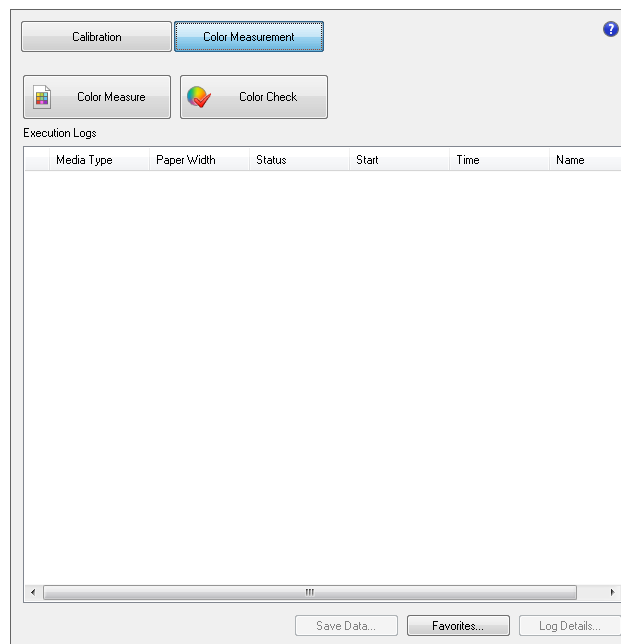 Calibration Color Measurement ?
Color Measure Color Check
Execution Logs
Media Type Paper Width Status Start Time Name
Save Data... Favorites... Log Details...